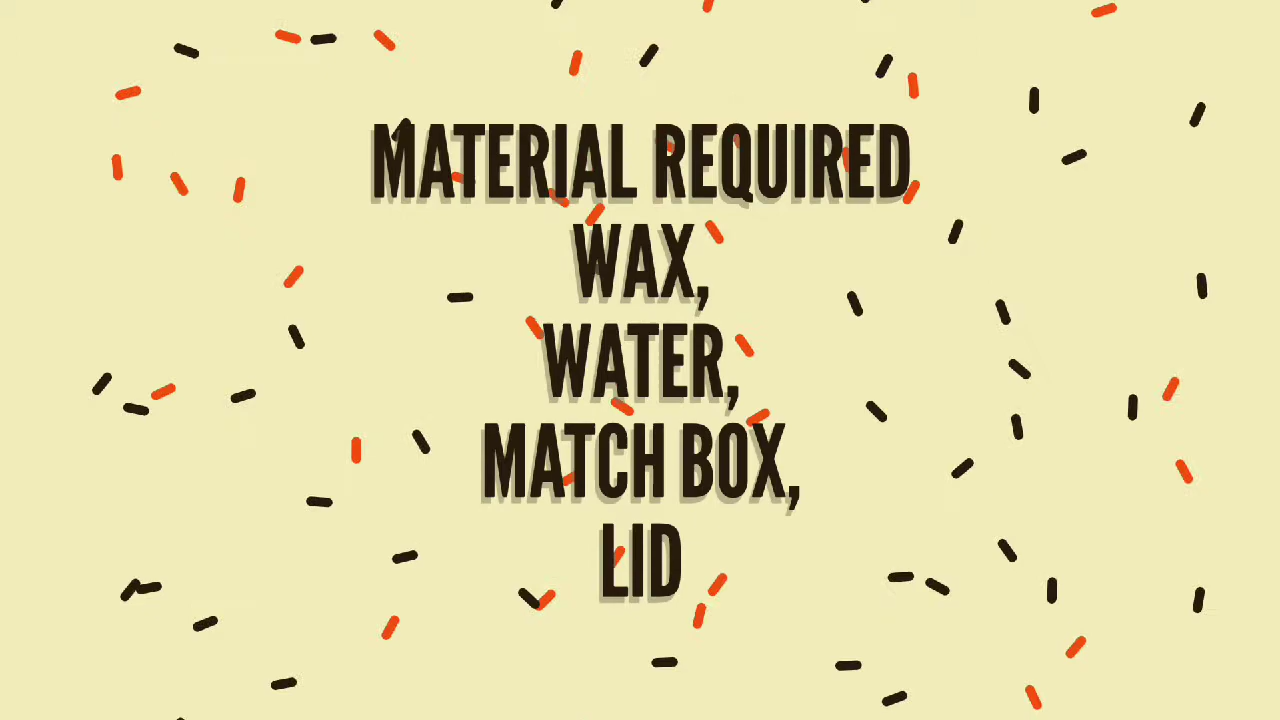 MATERIAL REQUIRED
WAX,
WATER,
MATCH BOX,
LID